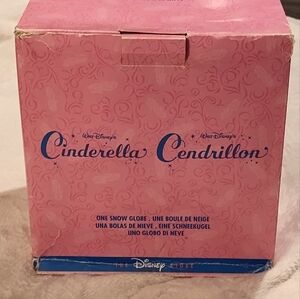 Walt Disney's Walt Disney's
Cinderella Cendrillon
ONE SNOW GLOBE . UNE BOULE DE NEIGE
UNA BOLAS DE NIEVE . EINE SCHNEEKUGEL
UNO GLOBO DI NEVE
THE DISNEY STORE